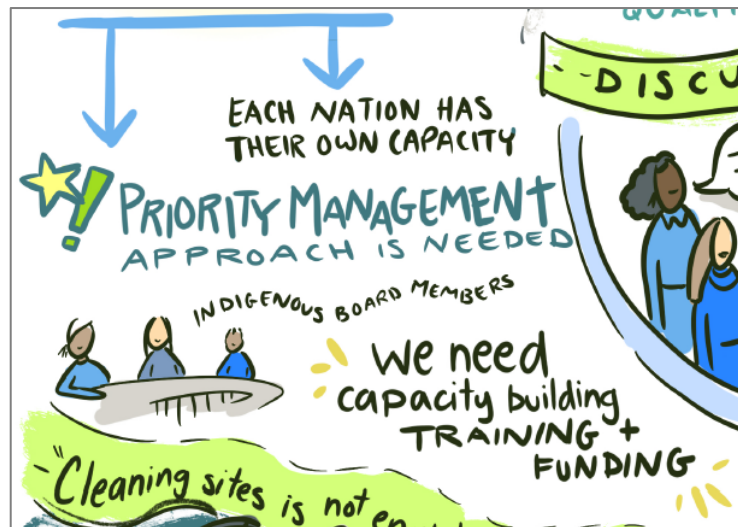 EACH NATION HAS
THEIR OWN CAPACITY
PRIORITY MANAGEMENT
APPROACH IS NEEDED
INDIGENOUS BOARD MEMBERS
we need
capacity building
TRAINING +
FUNDING
"Cleaning sites is not